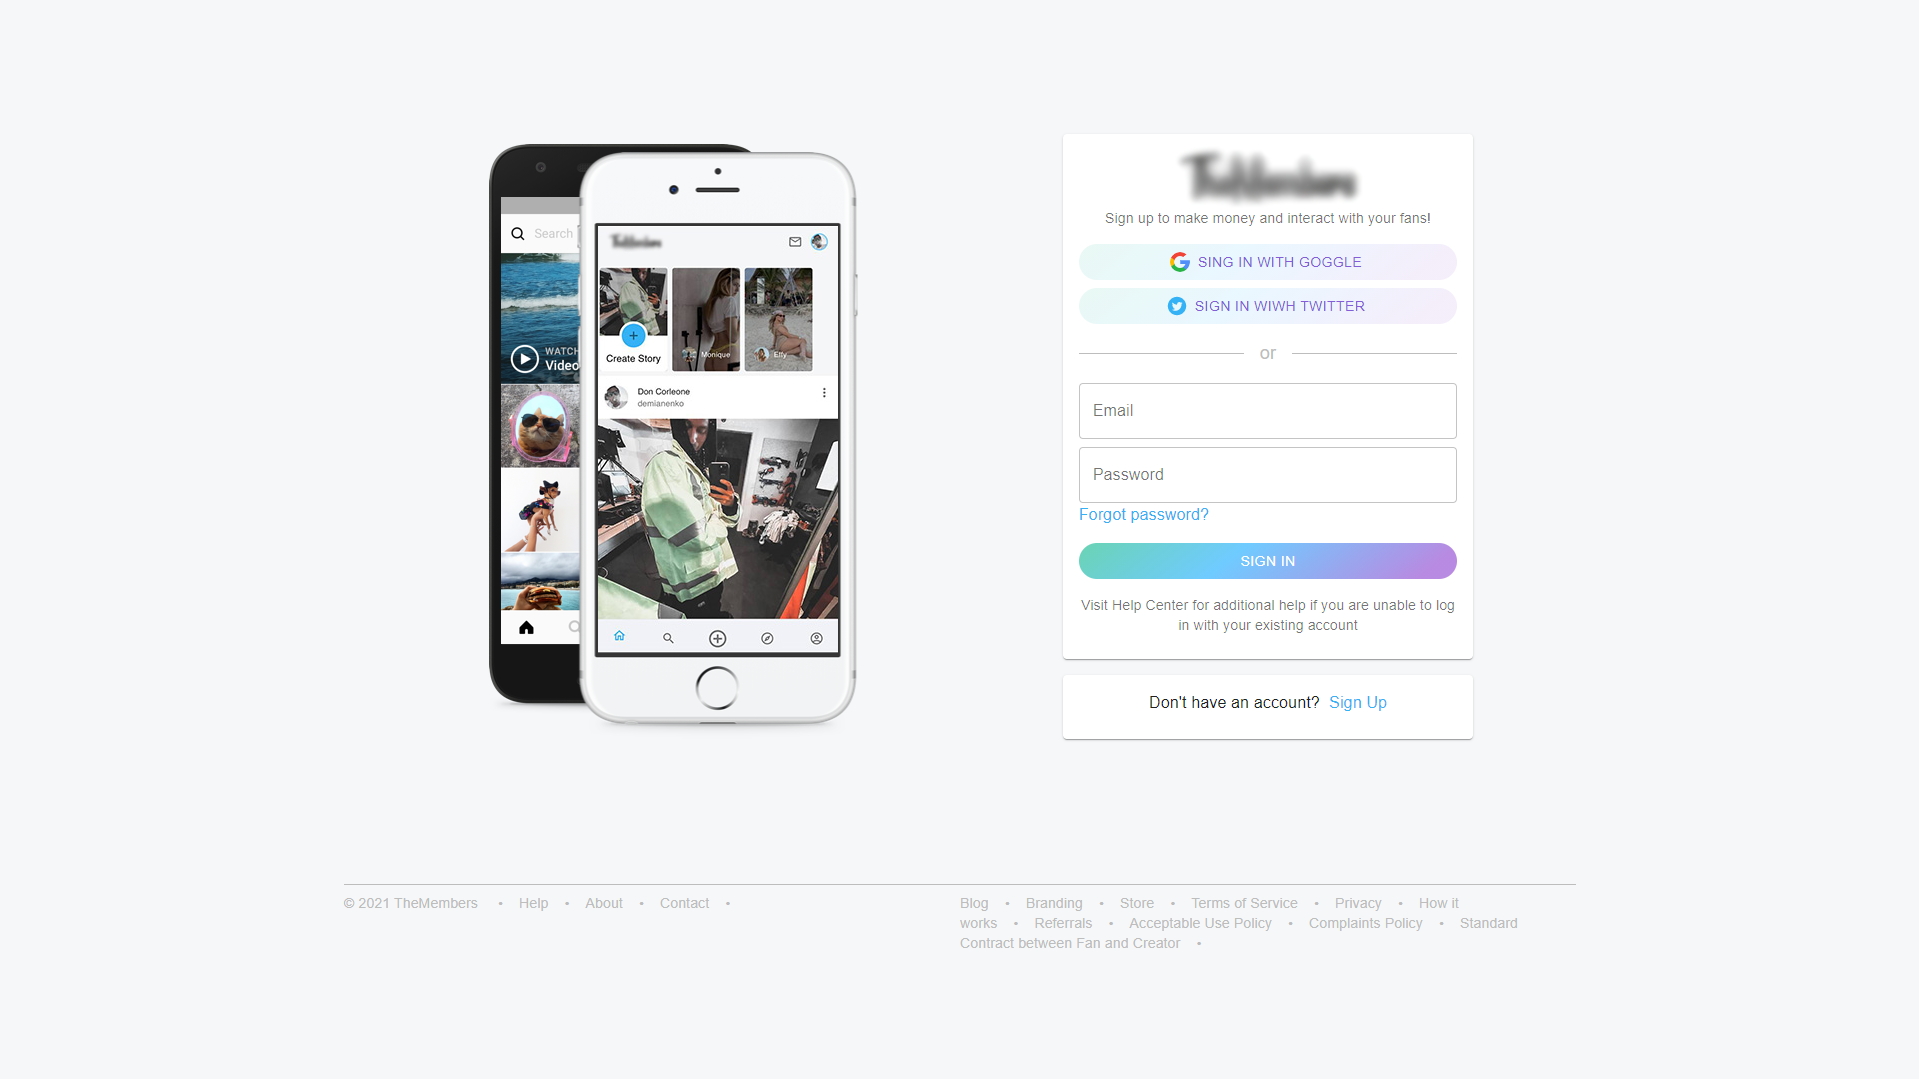 Search
WATCH
Video
Create Story
Monique
Effy
Don Corleone
demianenko
TheMembers
Sign up to make money and interact with your fans!
SING IN WITH GOGGLE
SIGN IN WIWH TWITTER
or
Email
Password
Forgot password?
SIGN IN
Visit Help Center for additional help if you are unable to log
in with your existing account
Don't have an account? Sign Up
© 2021 TheMembers • Help • About • Contact •
Blog • Branding • Store • Terms of Service • Privacy • How it
works • Referrals • Acceptable Use Policy • Complaints Policy • Standard
Contract between Fan and Creator •